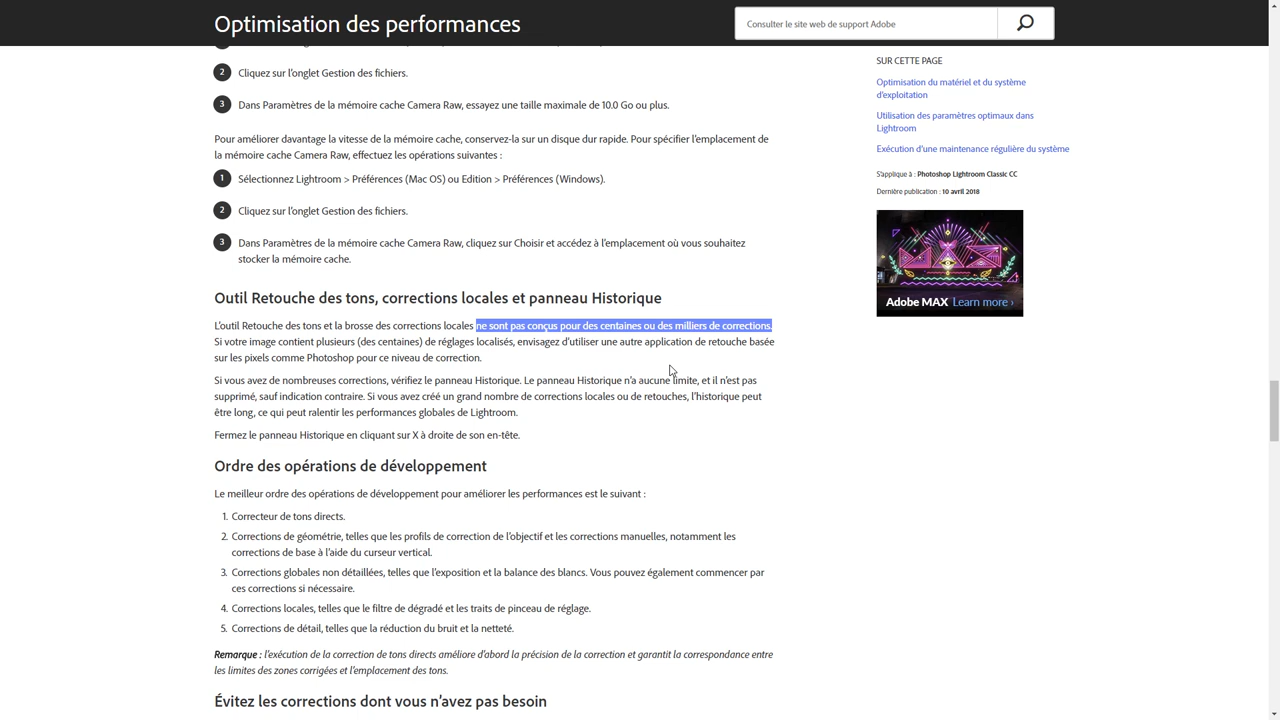 Optimisation des performances
Consulter le site web de support Adobe
2 Cliquez sur l'onglet Gestion des fichiers.
3 Dans Paramètres de la mémoire cache Camera Raw, essayez une taille maximale de 10.0 Go ou plus.
Pour améliorer davantage la vitesse de la mémoire cache, conservez-la sur un disque dur rapide. Pour spécifier l'emplacement de
la mémoire cache Camera Raw, effectuez les opérations suivantes :
1 Sélectionnez Lightroom > Préférences (Mac OS) ou Edition > Préférences (Windows).
2 Cliquez sur l'onglet Gestion des fichiers.
3 Dans Paramètres de la mémoire cache Camera Raw, cliquez sur Choisir et accédez à l'emplacement où vous souhaitez
stocker la mémoire cache.
Outil Retouche des tons, corrections locales et panneau Historique
L'outil Retouche des tons et la brosse des corrections locales ne sont pas conçus pour des centaines ou des milliers de corrections.
Si votre image contient plusieurs (des centaines) de réglages localisés, envisagez d'utiliser une autre application de retouche basée
sur les pixels comme Photoshop pour ce niveau de correction.
Si vous avez de nombreuses corrections, vérifiez le panneau Historique. Le panneau Historique n'a aucune limite, et il n'est pas
supprimé, sauf indication contraire. Si vous avez créé un grand nombre de corrections locales ou de retouches, l'historique peut
être long, ce qui peut ralentir les performances globales de Lightroom.
Fermez le panneau Historique en cliquant sur X à droite de son en-tête.
Ordre des opérations de développement
Le meilleur ordre des opérations de développement pour améliorer les performances est le suivant :
1. Correcteur de tons directs.
2. Corrections de géométrie, telles que les profils de correction de l'objectif et les corrections manuelles, notamment les
corrections de base à l'aide du curseur vertical.
3. Corrections globales non détaillées, telles que l'exposition et la balance des blancs. Vous pouvez également commencer par
ces corrections si nécessaire.
4. Corrections locales, telles que le filtre de dégradé et les traits de pinceau de réglage.
5. Corrections de détail, telles que la réduction du bruit et la netteté.
Remarque : l'exécution de la correction de tons directs améliore d'abord la précision de la correction et garantit la correspondance entre
les limites des zones corrigées et l'emplacement des tons.
Évitez les corrections dont vous n'avez pas besoin
SUR CETTE PAGE
Optimisation du matériel et du système
d'exploitation
Utilisation des paramètres optimaux dans
Lightroom
Exécution d'une maintenance régulière du système
S'applique à : Photoshop Lightroom Classic CC
Dernière publication : 10 avril 2018
Adobe MAX Learn more ›